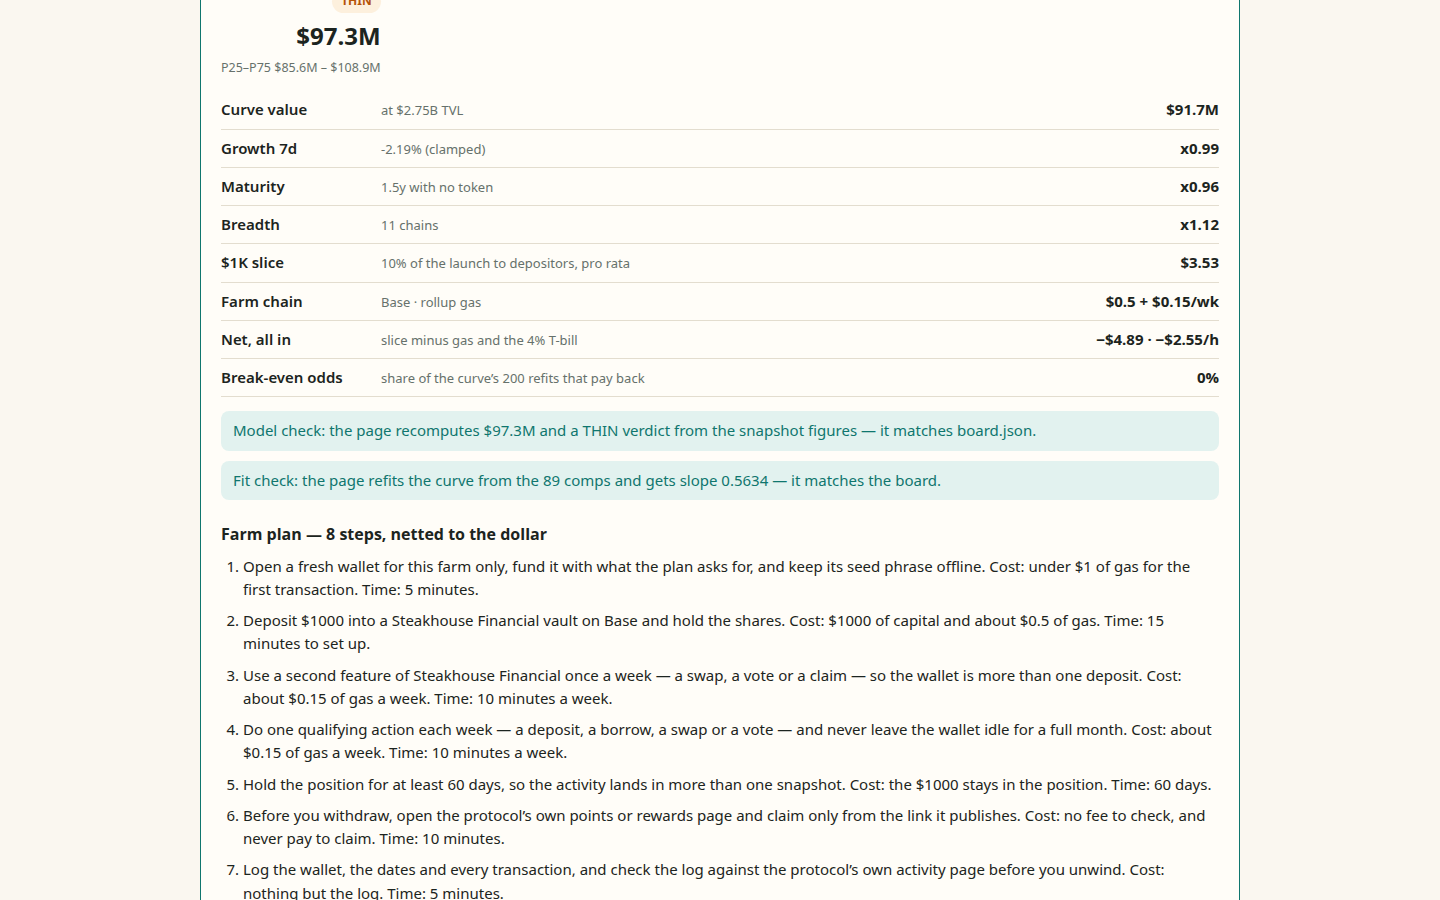 THIN
$97.3M
P25–P75 $85.6M – $108.9M
Curve value at $2.75B TVL $91.7M
Growth 7d -2.19% (clamped) x0.99
Maturity 1.5y with no token x0.96
Breadth 11 chains x1.12
$1K slice 10% of the launch to depositors, pro rata $3.53
Farm chain Base · rollup gas $0.5 + $0.15/wk
Net, all in slice minus gas and the 4% T-bill −$4.89 · −$2.55/h
Break-even odds share of the curve’s 200 refits that pay back 0%
Model check: the page recomputes $97.3M and a THIN verdict from the snapshot figures — it matches board.json.
Fit check: the page refits the curve from the 89 comps and gets slope 0.5634 — it matches the board.
Farm plan — 8 steps, netted to the dollar
1. Open a fresh wallet for this farm only, fund it with what the plan asks for, and keep its seed phrase offline. Cost: under $1 of gas for the
first transaction. Time: 5 minutes.
2. Deposit $1000 into a Steakhouse Financial vault on Base and hold the shares. Cost: $1000 of capital and about $0.5 of gas. Time: 15
minutes to set up.
3. Use a second feature of Steakhouse Financial once a week — a swap, a vote or a claim — so the wallet is more than one deposit. Cost:
about $0.15 of gas a week. Time: 10 minutes a week.
4. Do one qualifying action each week — a deposit, a borrow, a swap or a vote — and never leave the wallet idle for a full month. Cost: about
$0.15 of gas a week. Time: 10 minutes a week.
5. Hold the position for at least 60 days, so the activity lands in more than one snapshot. Cost: the $1000 stays in the position. Time: 60 days.
6. Before you withdraw, open the protocol’s own points or rewards page and claim only from the link it publishes. Cost: no fee to check, and
never pay to claim. Time: 10 minutes.
7. Log the wallet, the dates and every transaction, and check the log against the protocol’s own activity page before you unwind. Cost:
nothing but the log. Time: 5 minutes.